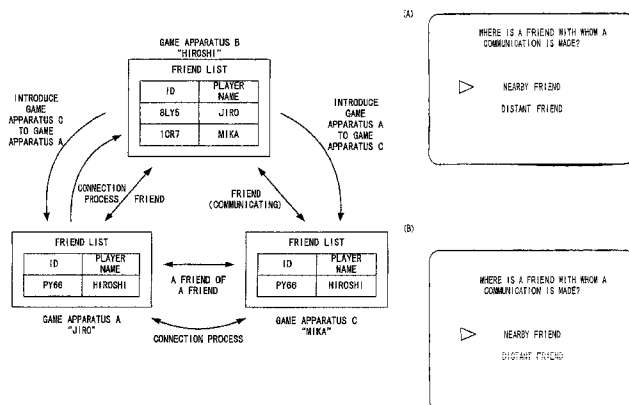 GAME APPARATUS B
"HIROSHI"
FRIEND LIST
ID
PLAYER
NAME
8LY5
JIRO
1CR7
MIKA
INTRODUCE
GAME
APPARATUS C
TO GAME
APPARATUS A
INTRODUCE
GAME
APPARATUS A
TO GAME
APPARATUS C
CONNECTION
PROCESS
FRIEND
FRIEND
(COMMUNICATING)
FRIEND LIST
ID
PLAYER
NAME
PY66
HIROSHI
GAME APPARATUS A
"JIRO"
A FRIEND OF
A FRIEND
FRIEND LIST
ID
PLAYER
NAME
PY66
HIROSHI
GAME APPARATUS C
"MIKA"
CONNECTION PROCESS
(A)
WHERE IS A FRIEND WITH WHOM A
COMMUNICATION IS MADE?
NEARBY FRIEND
DISTANT FRIEND
(B)
WHERE IS A FRIEND WITH WHOM A
COMMUNICATION IS MADE?
NEARBY FRIEND
DISTANT FRIEND